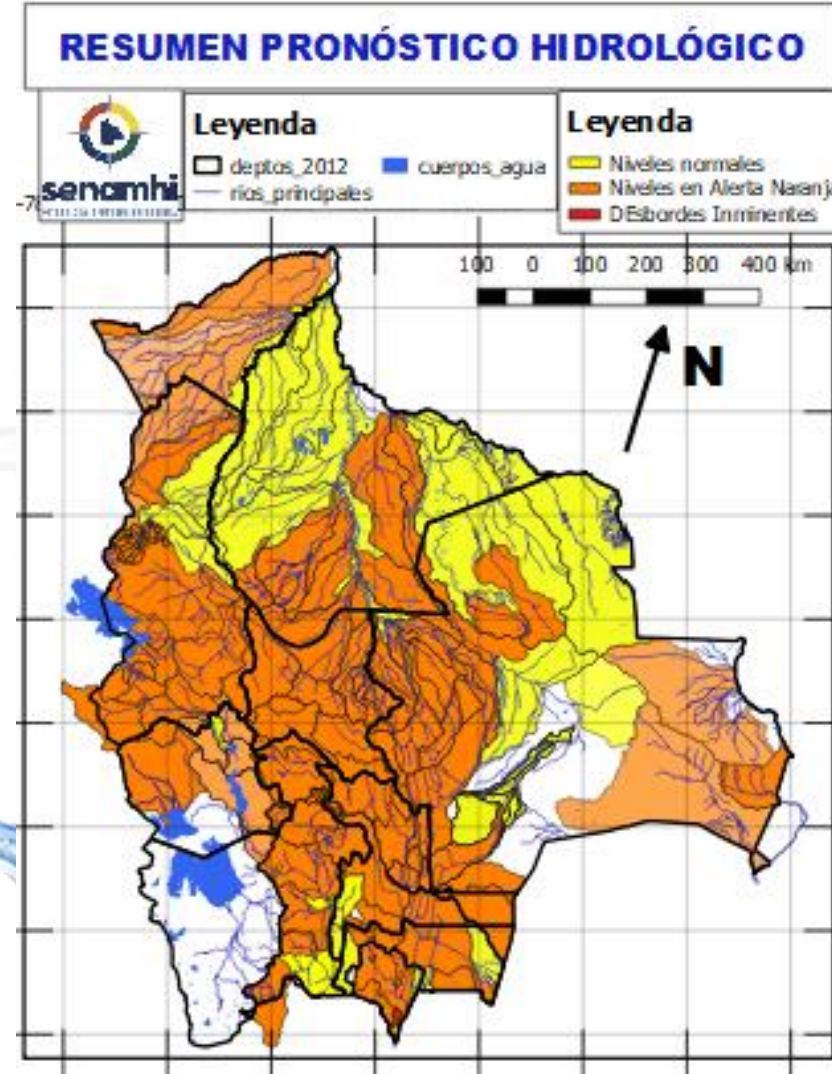 RESUMEN PRONÓSTICO HIDROLÓGICO
senamhi
Leyenda
deptos_2012
cuerpos_agua
rios_principales
Leyenda
Niveles normales
Niveles en Alerta Naranja
DEsbordes Inminentes
100 0 100 200 300 400 km
N